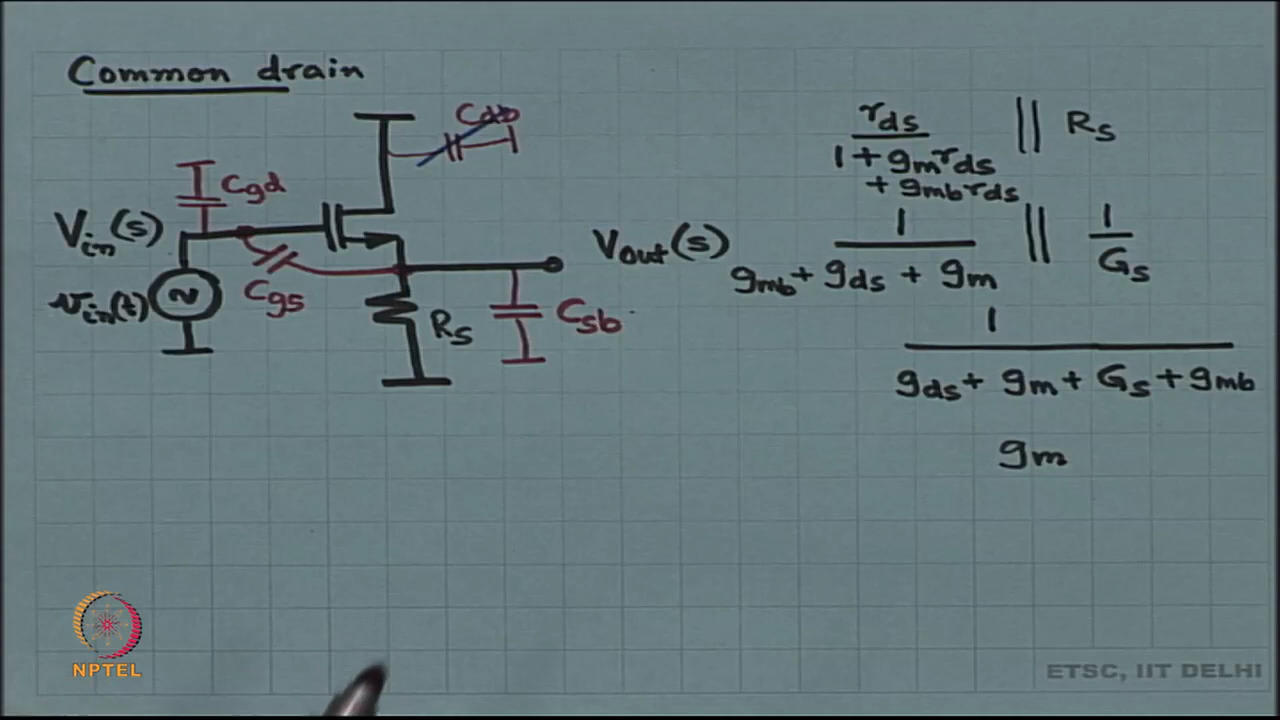 Common drain
Cdb
Cgd
Vin(s)
vin(t)
Cgs
Rs
Csb
Vout(s)
rds / 1 + gmrds + gmbrds || Rs
1 / gmb + gds + gm || 1 / Gs
1 / gds + gm + Gs + gmb
gm
NPTEL
ETSC, IIT DELHI